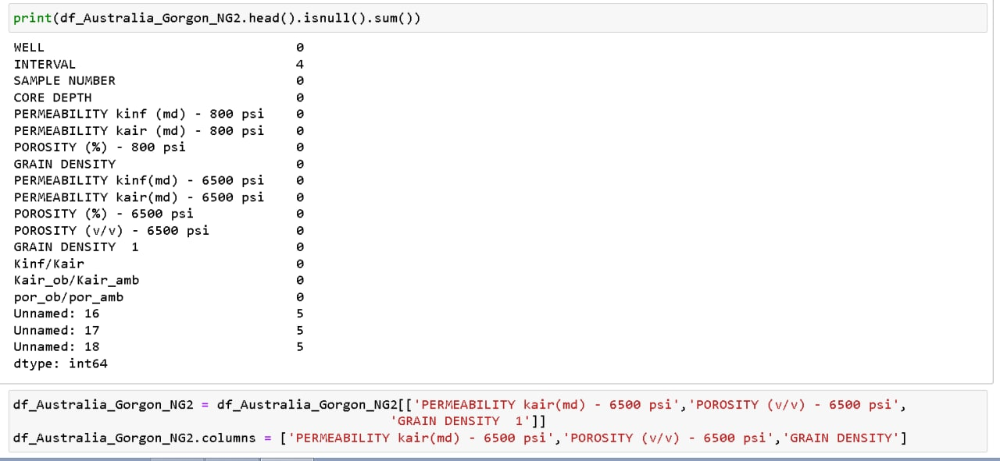 print(df_Australia_Gorgon_NG2.head().isnull().sum())
WELL 0
INTERVAL 4
SAMPLE NUMBER 0
CORE DEPTH 0
PERMEABILITY kinf (md) - 800 psi 0
PERMEABILITY kair (md) - 800 psi 0
POROSITY (%) - 800 psi 0
GRAIN DENSITY 0
PERMEABILITY kinf(md) - 6500 psi 0
PERMEABILITY kair(md) - 6500 psi 0
POROSITY (%) - 6500 psi 0
POROSITY (v/v) - 6500 psi 0
GRAIN DENSITY  1 0
Kinf/Kair 0
Kair_ob/Kair_amb 0
por_ob/por_amb 0
Unnamed: 16 5
Unnamed: 17 5
Unnamed: 18 5
dtype: int64
df_Australia_Gorgon_NG2 = df_Australia_Gorgon_NG2[['PERMEABILITY kair(md) - 6500 psi','POROSITY (v/v) - 6500 psi',
'GRAIN DENSITY  1']]
df_Australia_Gorgon_NG2.columns = ['PERMEABILITY kair(md) - 6500 psi','POROSITY (v/v) - 6500 psi','GRAIN DENSITY']